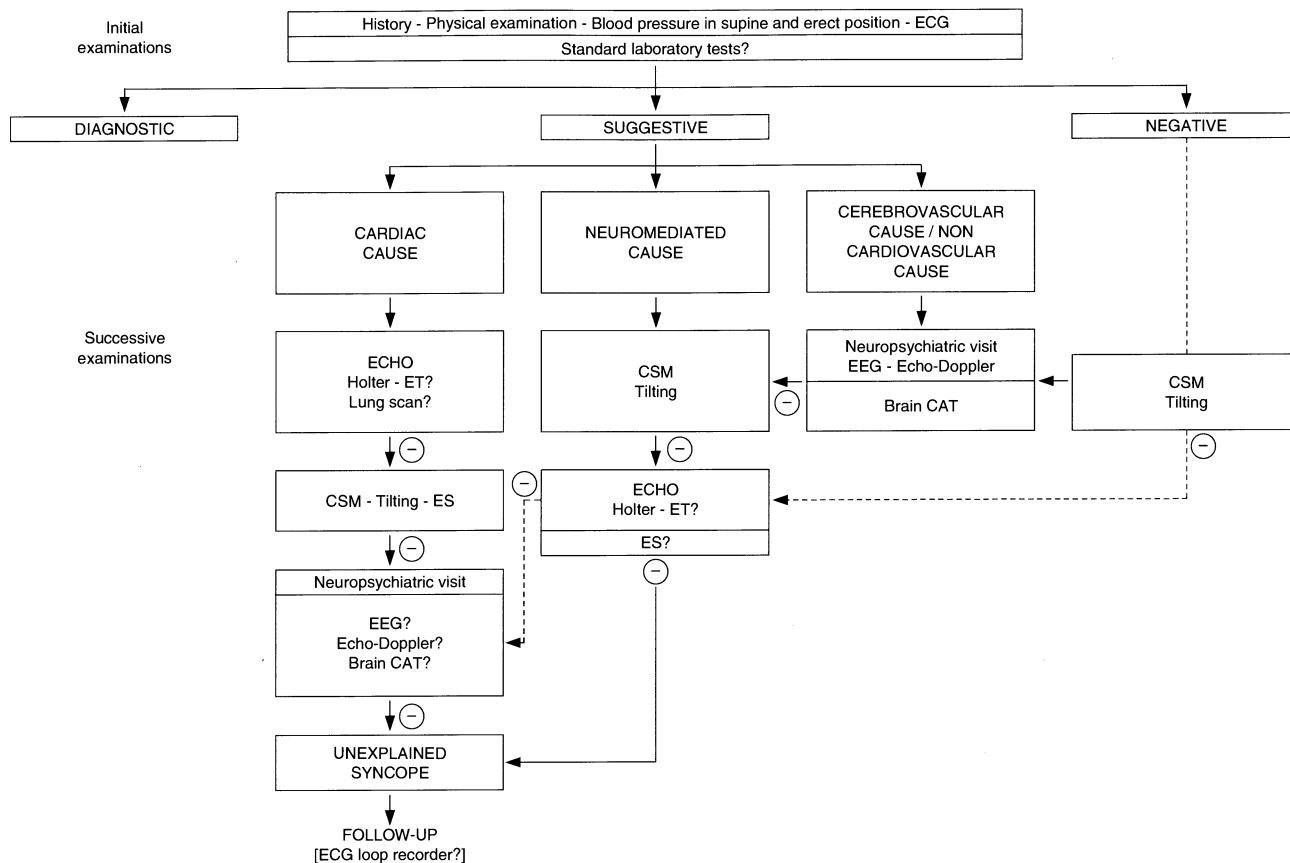 Initial
examinations
History - Physical examination - Blood pressure in supine and erect position - ECG
Standard laboratory tests?
DIAGNOSTIC
SUGGESTIVE
NEGATIVE
CARDIAC
CAUSE
NEUROMEDIATED
CAUSE
CEREBROVASCULAR
CAUSE / NON
CARDIOVASCULAR
CAUSE
Successive
examinations
ECHO
Holter - ET?
Lung scan?
CSM
Tilting
Neuropsychiatric visit
EEG - Echo-Doppler
Brain CAT
CSM
Tilting
−
−
−
−
CSM - Tilting - ES
−
ECHO
Holter - ET?
ES?
−
−
Neuropsychiatric visit
EEG?
Echo-Doppler?
Brain CAT?
−
UNEXPLAINED
SYNCOPE
FOLLOW-UP
[ECG loop recorder?]